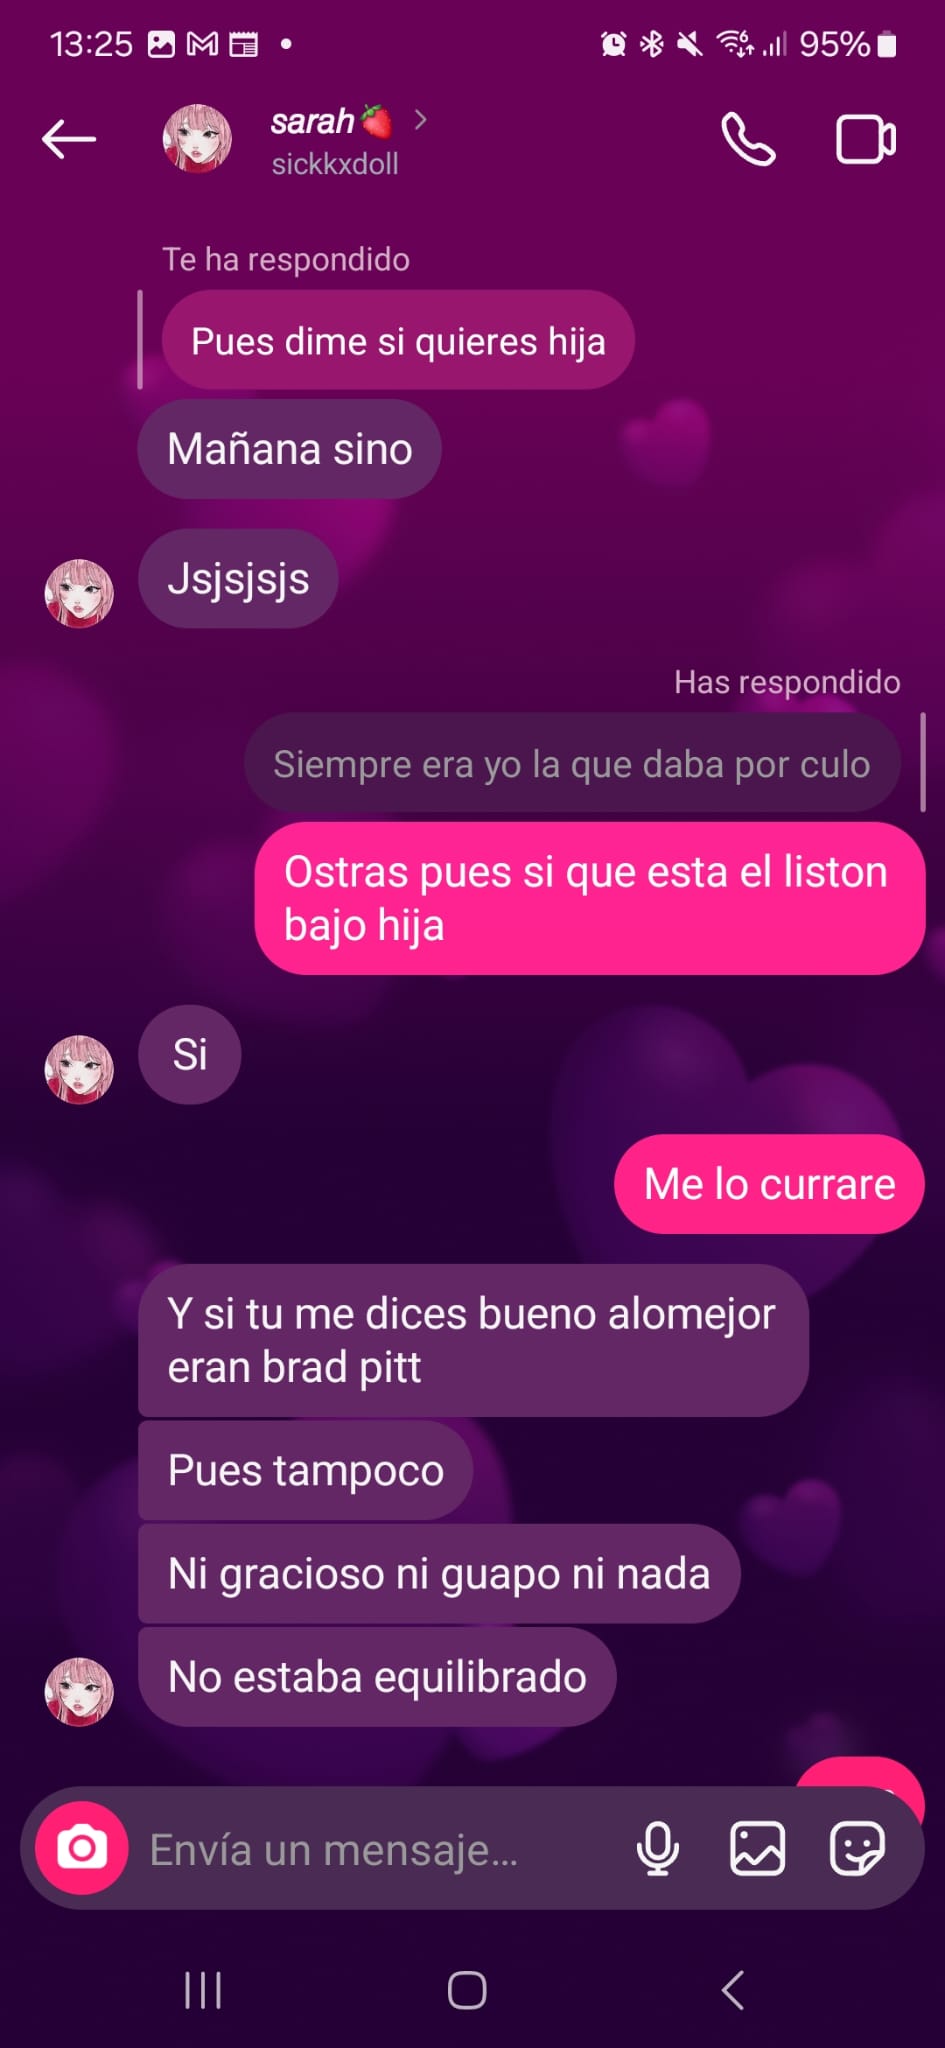 13:25
95%
sarah🍓
sickkxdoll
Te ha respondido
Pues dime si quieres hija
Mañana sino
Jsjsjsjs
Has respondido
Siempre era yo la que daba por culo
Ostras pues si que esta el liston
bajo hija
Si
Me lo currare
Y si tu me dices bueno alomejor
eran brad pitt
Pues tampoco
Ni gracioso ni guapo ni nada
No estaba equilibrado
Envía un mensaje...